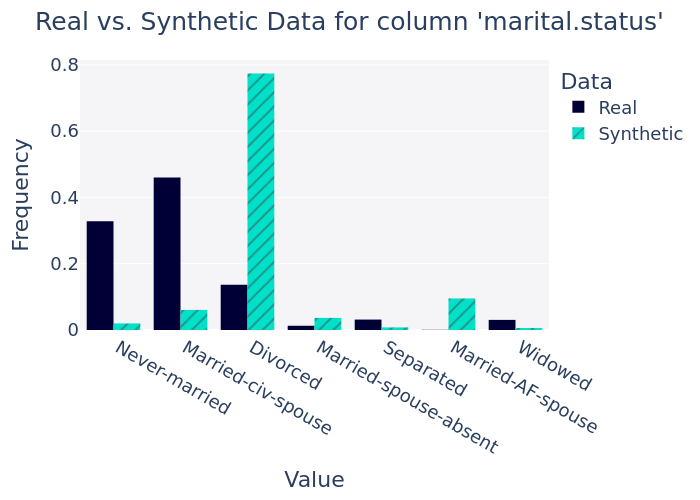 Real vs. Synthetic Data for column 'marital.status'
Data
Real
Synthetic
Frequency
0.8
0.6
0.4
0.2
0
Never-married
Married-civ-spouse
Divorced
Married-spouse-absent
Separated
Married-AF-spouse
Widowed
Value